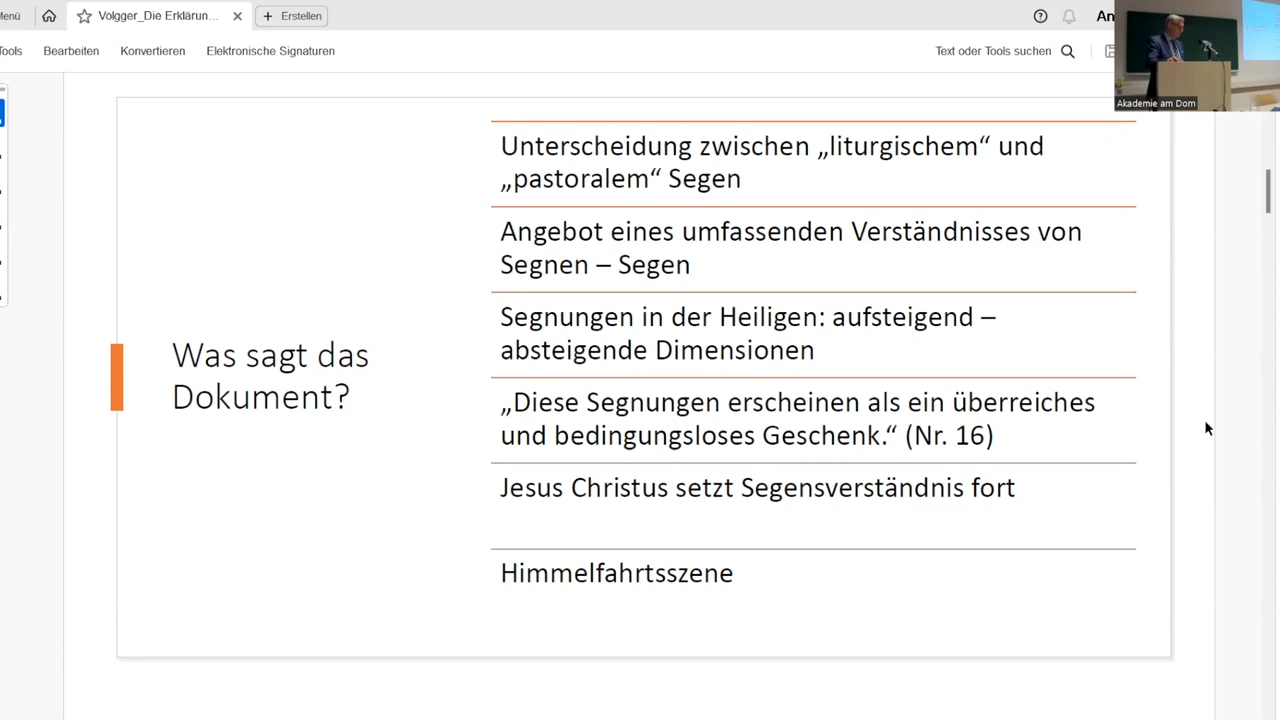 Menü
Volgger_Die Erklärun...
Erstellen
Tools
Bearbeiten
Konvertieren
Elektronische Signaturen
Text oder Tools suchen
Akademie am Dom
Was sagt das
Dokument?
Unterscheidung zwischen „liturgischem“ und
„pastoralem“ Segen
Angebot eines umfassenden Verständnisses von
Segnen – Segen
Segnungen in der Heiligen: aufsteigend –
absteigende Dimensionen
„Diese Segnungen erscheinen als ein überreiches
und bedingungsloses Geschenk.“ (Nr. 16)
Jesus Christus setzt Segensverständnis fort
Himmelfahrtsszene